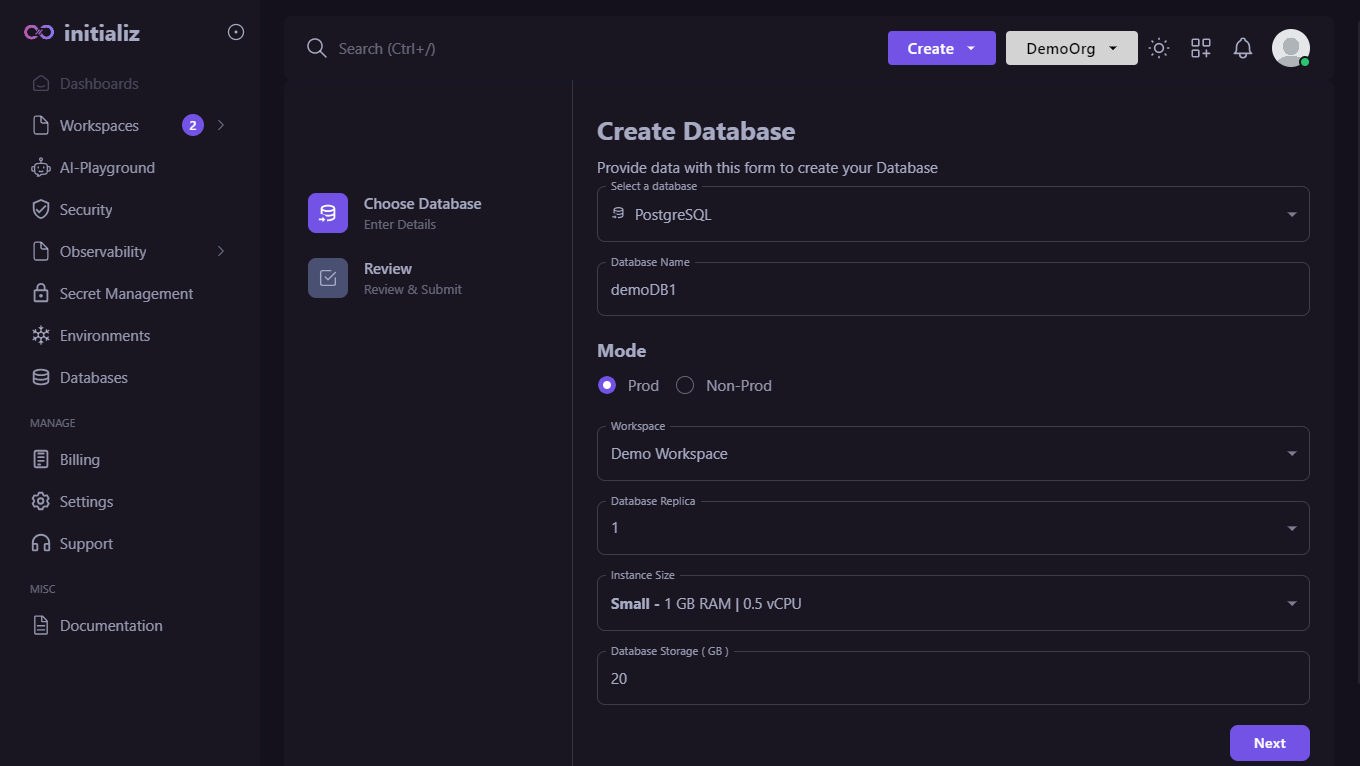 initializ
Search (Ctrl+/)
Create
DemoOrg
Dashboards
Workspaces
2
AI-Playground
Security
Observability
Secret Management
Environments
Databases
MANAGE
Billing
Settings
Support
MISC
Documentation
Choose Database
Enter Details
Review
Review & Submit
Create Database
Provide data with this form to create your Database
Select a database
PostgreSQL
Database Name
demoDB1
Mode
Prod
Non-Prod
Workspace
Demo Workspace
Database Replica
1
Instance Size
Small - 1 GB RAM | 0.5 vCPU
Database Storage ( GB )
20
Next